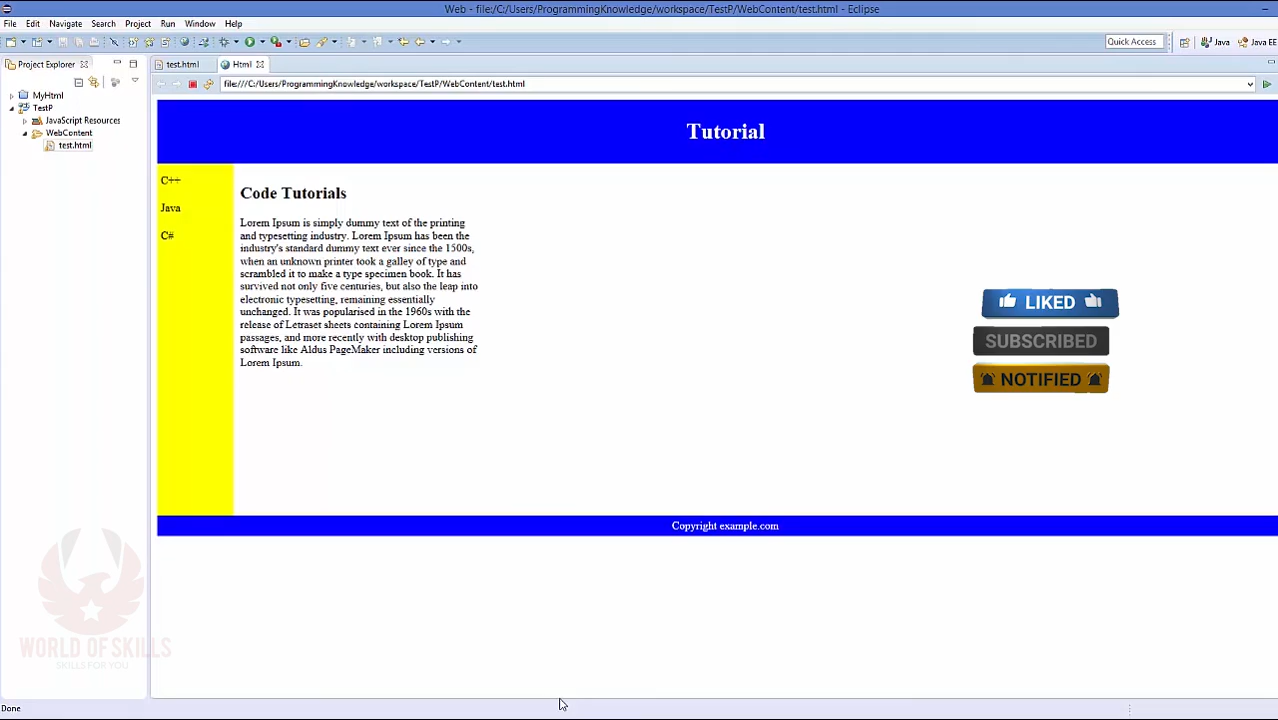 Web - file:/C:/Users/ProgrammingKnowledge/workspace/TestP/WebContent/test.html - Eclipse
File Edit Navigate Search Project Run Window Help
Quick Access Java Java EE
Project Explorer
test.html Html
file:///C:/Users/ProgrammingKnowledge/workspace/TestP/WebContent/test.html
MyHtml
TestP
JavaScript Resources
WebContent
test.html
Tutorial
C++
Java
C#
Code Tutorials
Lorem Ipsum is simply dummy text of the printing
and typesetting industry. Lorem Ipsum has been the
industry's standard dummy text ever since the 1500s,
when an unknown printer took a galley of type and
scrambled it to make a type specimen book. It has
survived not only five centuries, but also the leap into
electronic typesetting, remaining essentially
unchanged. It was popularised in the 1960s with the
release of Letraset sheets containing Lorem Ipsum
passages, and more recently with desktop publishing
software like Aldus PageMaker including versions of
Lorem Ipsum.
LIKED
SUBSCRIBED
NOTIFIED
Copyright example.com
WORLD OF SKILLS
SKILLS FOR YOU
Done